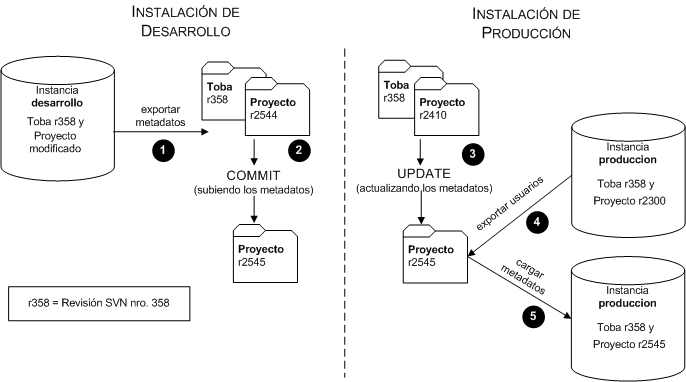 INSTALACIÓN DE
DESARROLLO
Instancia
desarrollo
Toba r358 y
Proyecto
modificado
exportar
metadatos
1
Toba
r358
Proyecto
r2544
2
COMMIT
(subiendo los metadatos)
Proyecto
r2545
r358 = Revisión SVN nro. 358
INSTALACIÓN DE
PRODUCCIÓN
Toba
r358
Proyecto
r2410
3
UPDATE
(actualizando los metadatos)
Proyecto
r2545
Instancia
produccion
Toba r358 y
Proyecto r2300
exportar usuarios
4
cargar
metadatos
5
Instancia
produccion
Toba r358 y
Proyecto r2545